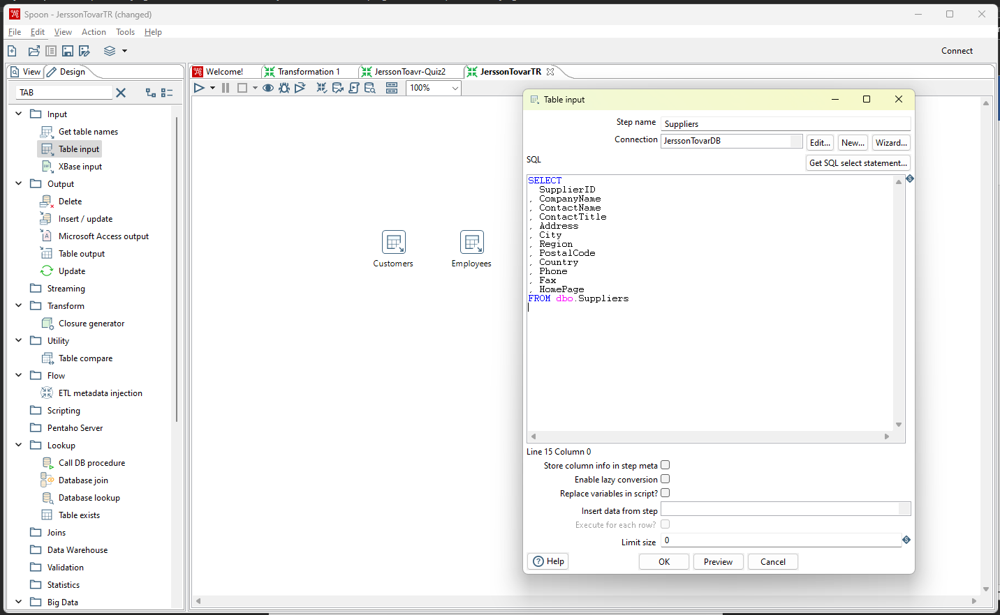 Spoon - JerssonTovarTR (changed)
File Edit View Action Tools Help
Connect
View Design
Welcome! Transformation 1 JerssonToavr-Quiz2 JerssonTovarTR
TAB
100%
Input
Get table names
Table input
XBase input
Output
Delete
Insert / update
Microsoft Access output
Table output
Update
Streaming
Transform
Closure generator
Utility
Table compare
Flow
ETL metadata injection
Scripting
Pentaho Server
Lookup
Call DB procedure
Database join
Database lookup
Table exists
Joins
Data Warehouse
Validation
Statistics
Big Data
Customers Employees
Table input
Step name Suppliers
Connection JerssonTovarDB Edit... New... Wizard...
SQL Get SQL select statement...
SELECT
  SupplierID
, CompanyName
, ContactName
, ContactTitle
, Address
, City
, Region
, PostalCode
, Country
, Phone
, Fax
, HomePage
FROM dbo.Suppliers
Line 15 Column 0
Store column info in step meta
Enable lazy conversion
Replace variables in script?
Insert data from step
Execute for each row?
Limit size 0
Help OK Preview Cancel